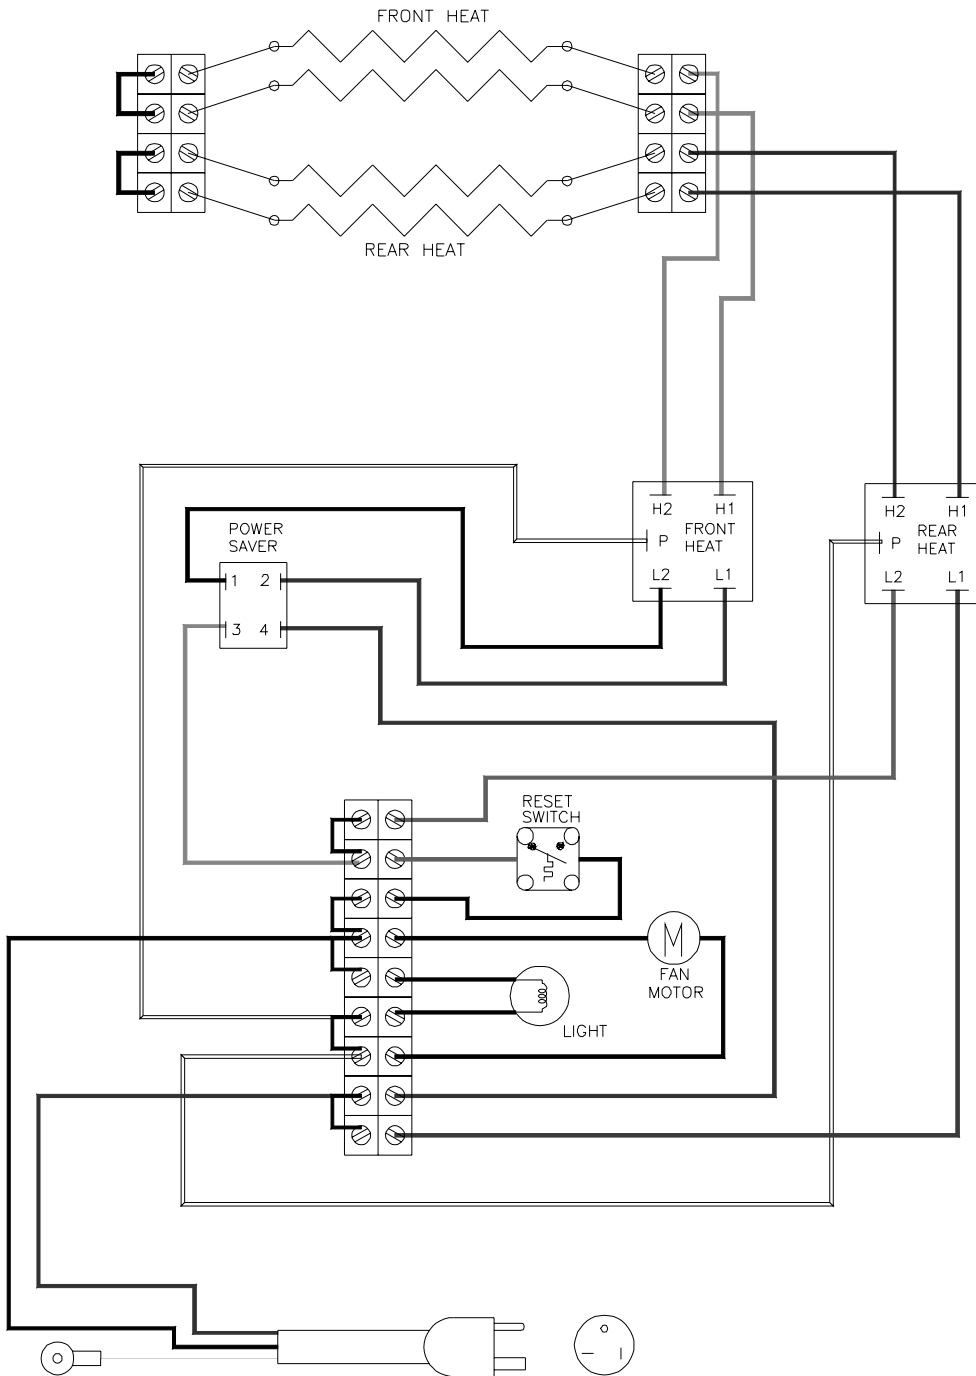 FRONT HEAT
REAR HEAT
H2 H1
P
FRONT
HEAT
L2 L1
H2 H1
P
REAR
HEAT
L2 L1
POWER
SAVER
1 2
3 4
RESET
SWITCH
M
FAN
MOTOR
LIGHT